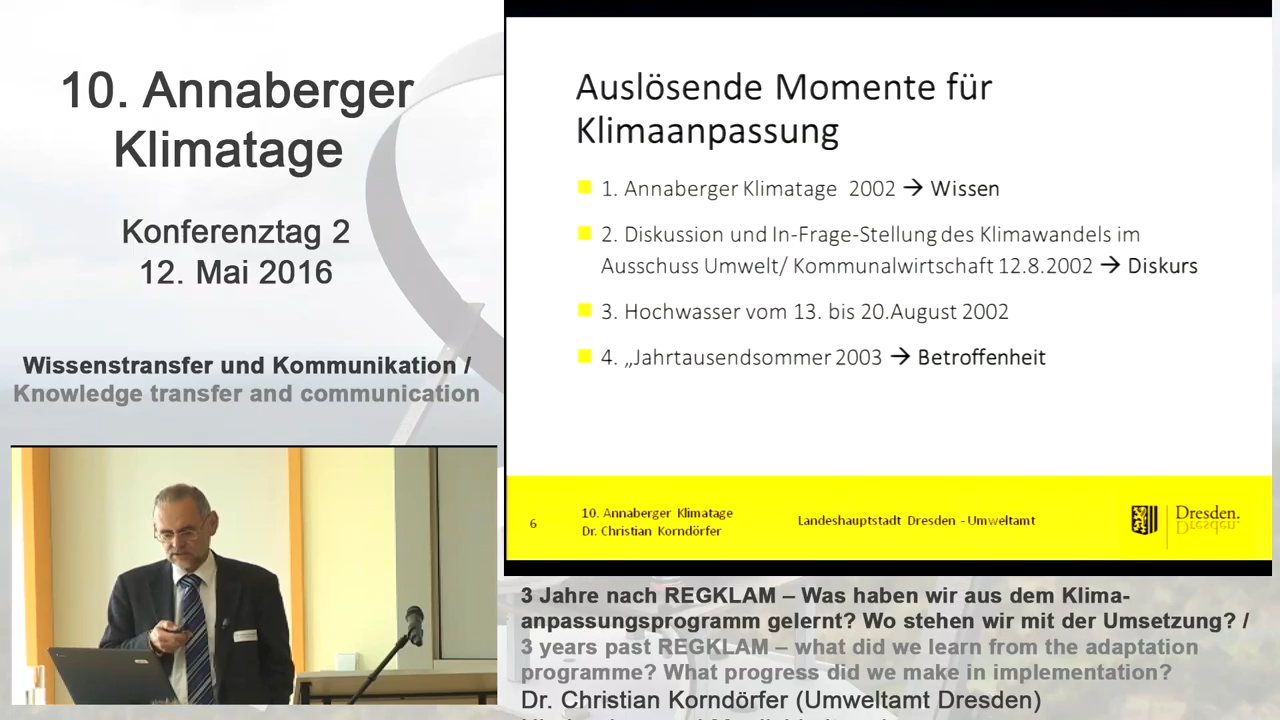 10. Annaberger
Klimatage
Konferenztag 2
12. Mai 2016
Wissenstransfer und Kommunikation /
Knowledge transfer and communication
Auslösende Momente für
Klimaanpassung
1. Annaberger Klimatage 2002 → Wissen
2. Diskussion und In-Frage-Stellung des Klimawandels im
Ausschuss Umwelt/ Kommunalwirtschaft 12.8.2002 → Diskurs
3. Hochwasser vom 13. bis 20.August 2002
4. „Jahrtausendsommer 2003 → Betroffenheit
6
10. Annaberger Klimatage
Dr. Christian Korndörfer
Landeshauptstadt Dresden - Umweltamt
Dresden.
Dresden.
3 Jahre nach REGKLAM – Was haben wir aus dem Klima-
anpassungsprogramm gelernt? Wo stehen wir mit der Umsetzung? /
3 years past REGKLAM – what did we learn from the adaptation
programme? What progress did we make in implementation?
Dr. Christian Korndörfer (Umweltamt Dresden)